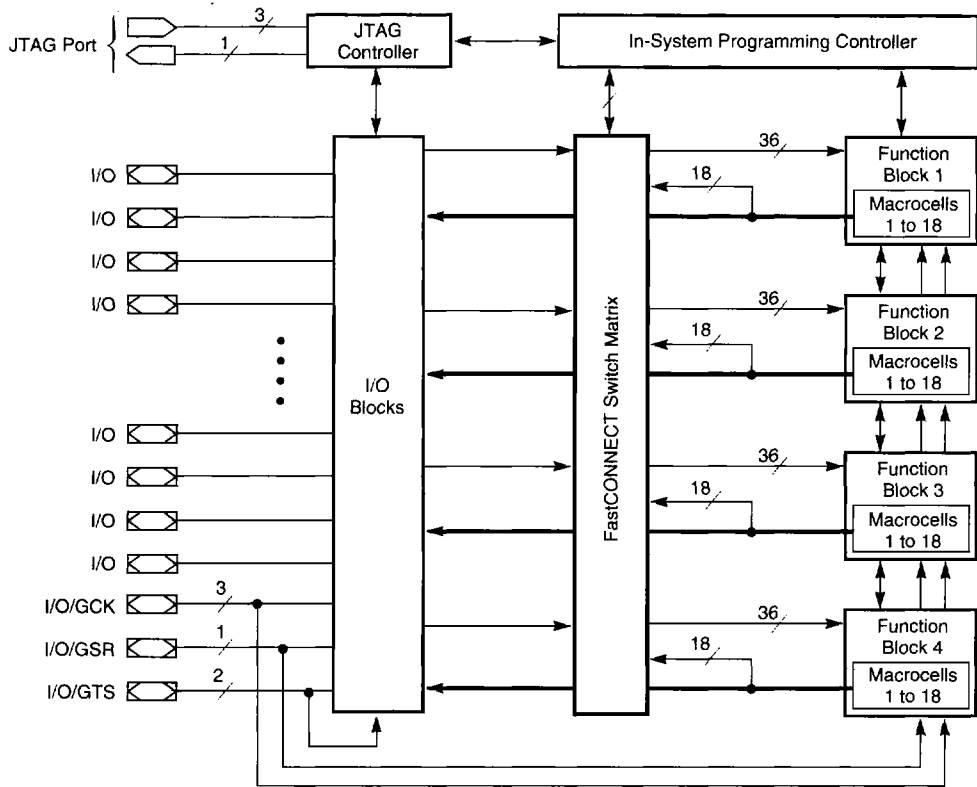 JTAG Port
3
1
JTAG
Controller
In-System Programming Controller
I/O
I/O
I/O
I/O
I/O
I/O
I/O
I/O
I/O/GCK
3
I/O/GSR
1
I/O/GTS
2
I/O
Blocks
FastCONNECT Switch Matrix
36
18
Function
Block 1
Macrocells
1 to 18
36
18
Function
Block 2
Macrocells
1 to 18
36
18
Function
Block 3
Macrocells
1 to 18
36
18
Function
Block 4
Macrocells
1 to 18